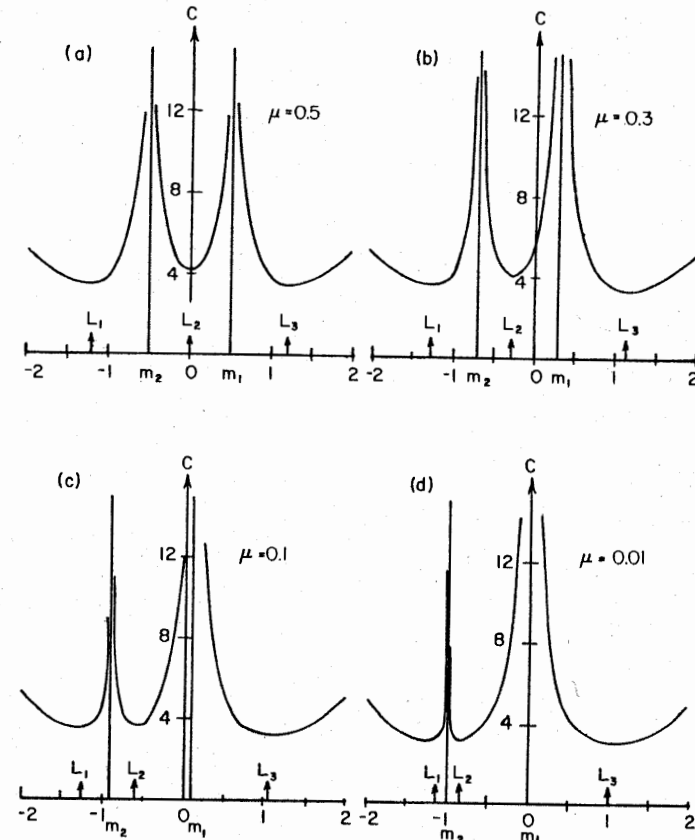 (a)
C
μ=0.5
12
8
4
L₁ L₂ L₃
-2 -1 m₂ 0 m₁ 1 2
(b)
C
μ=0.3
12
8
4
L₁ L₂ L₃
-2 -1 m₂ 0 m₁ 1 2
(c)
C
μ=0.1
12
8
4
L₁ L₂ L₃
-2 -1 m₂ 0 m₁ 1 2
(d)
C
μ=0.01
12
8
4
L₁ L₂ L₃
-2 -1 0 1 2
m₂ m₁